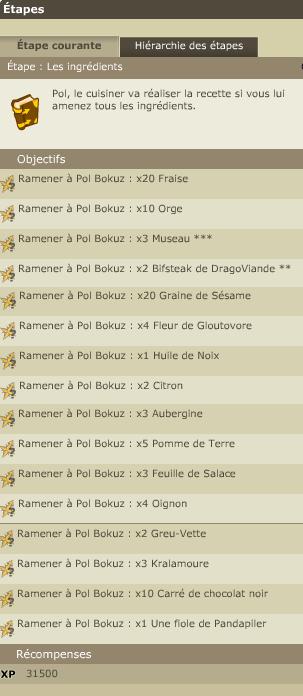 Étapes
Étape courante
Hiérarchie des étapes
Étape : Les ingrédients
Pol, le cuisiner va réaliser la recette si vous lui
amenez tous les ingrédients.
Objectifs
Ramener à Pol Bokuz : x20 Fraise
Ramener à Pol Bokuz : x10 Orge
Ramener à Pol Bokuz : x3 Museau ***
Ramener à Pol Bokuz : x2 Bifsteak de DragoViande **
Ramener à Pol Bokuz : x20 Graine de Sésame
Ramener à Pol Bokuz : x4 Fleur de Gloutovore
Ramener à Pol Bokuz : x1 Huile de Noix
Ramener à Pol Bokuz : x2 Citron
Ramener à Pol Bokuz : x3 Aubergine
Ramener à Pol Bokuz : x5 Pomme de Terre
Ramener à Pol Bokuz : x3 Feuille de Salace
Ramener à Pol Bokuz : x4 Oignon
Ramener à Pol Bokuz : x2 Greu-Vette
Ramener à Pol Bokuz : x3 Kralamoure
Ramener à Pol Bokuz : x10 Carré de chocolat noir
Ramener à Pol Bokuz : x1 Une fiole de Pandapiler
Récompenses
XP 31500